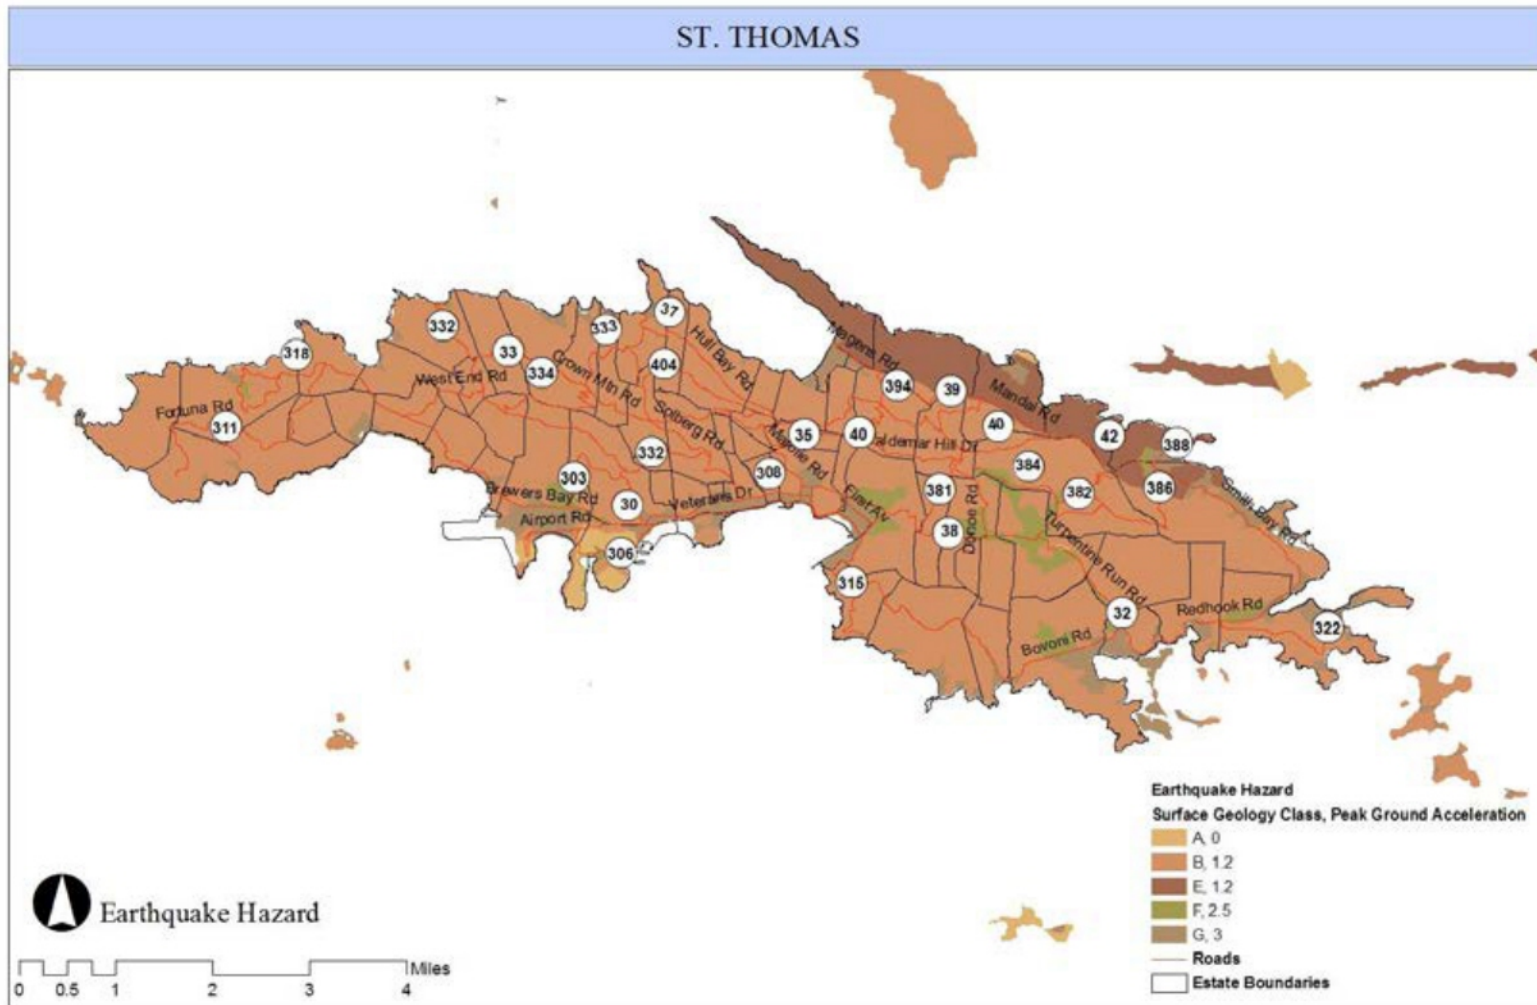 ST. THOMAS
37
332
333
318
33
Hull Bay Rd
Magens Rd
334
Crown Mtn Rd
404
West End Rd
394
39
Mandal Rd
Fortuna Rd
311
Solberg Rd
35
40
aldemar Hill Dr
40
42
388
332
Mafolie Rd
308
384
303
381
382
386
Brewers Bay Rd
30
Veterans Dr
First Av
Smith Bay Rd
Airport Rd
38
Donoe Rd
Turpentine Run Rd
306
315
32
Redhook Rd
322
Bovoni Rd
Earthquake Hazard
Surface Geology Class, Peak Ground Acceleration
A, 0
B, 1.2
E, 1.2
F, 2.5
G, 3
Roads
Estate Boundaries
Earthquake Hazard
Miles
0 0.5 1 2 3 4